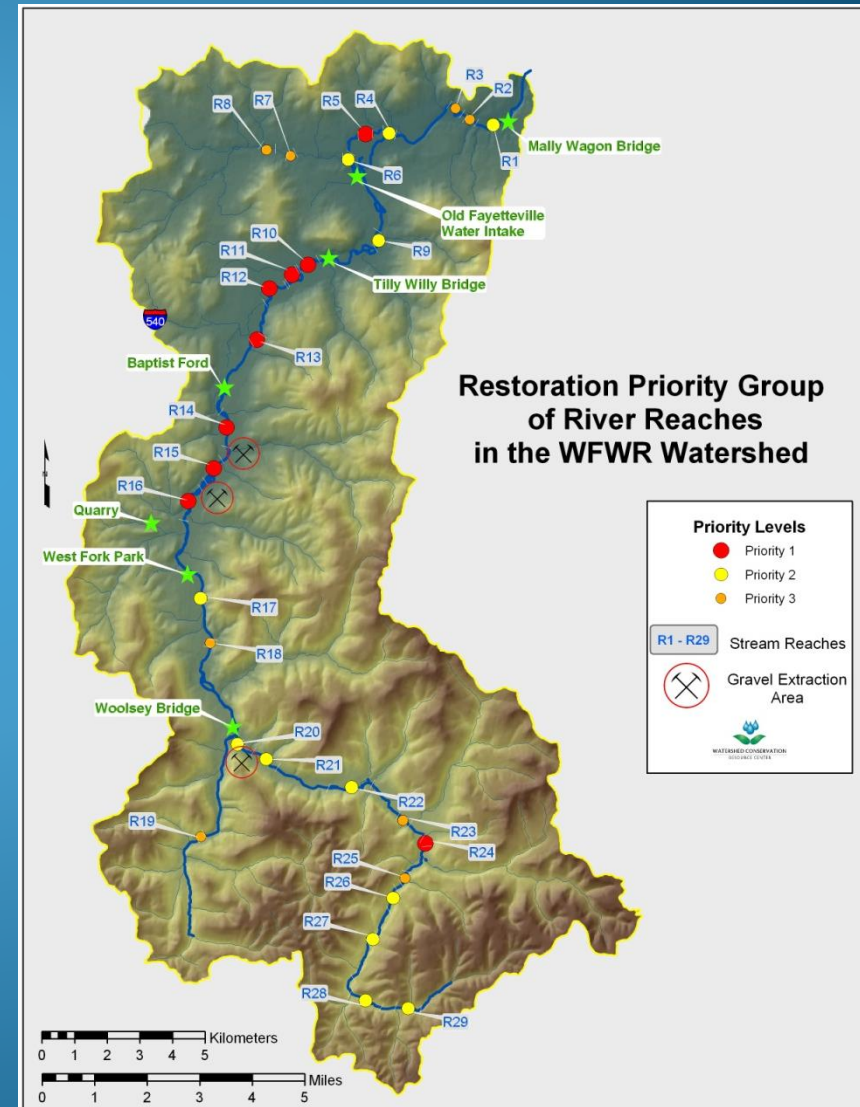 R3
R2
R8
R7
R5
R4
R1
Mally Wagon Bridge
R6
Old Fayetteville
Water Intake
R10
R9
R11
R12
Tilly Willy Bridge
540
R13
Baptist Ford
Restoration Priority Group
of River Reaches
in the WFWR Watershed
R14
R15
R16
Quarry
West Fork Park
R17
R18
Priority Levels
Priority 1
Priority 2
Priority 3
R1 - R29
Stream Reaches
Gravel Extraction
Area
WATERSHED CONSERVATION
RESOURCE CENTER
Woolsey Bridge
R20
R21
R22
R19
R23
R24
R25
R26
R27
R28
R29
Kilometers
0 1 2 3 4 5
Miles
0 1 2 3 4 5